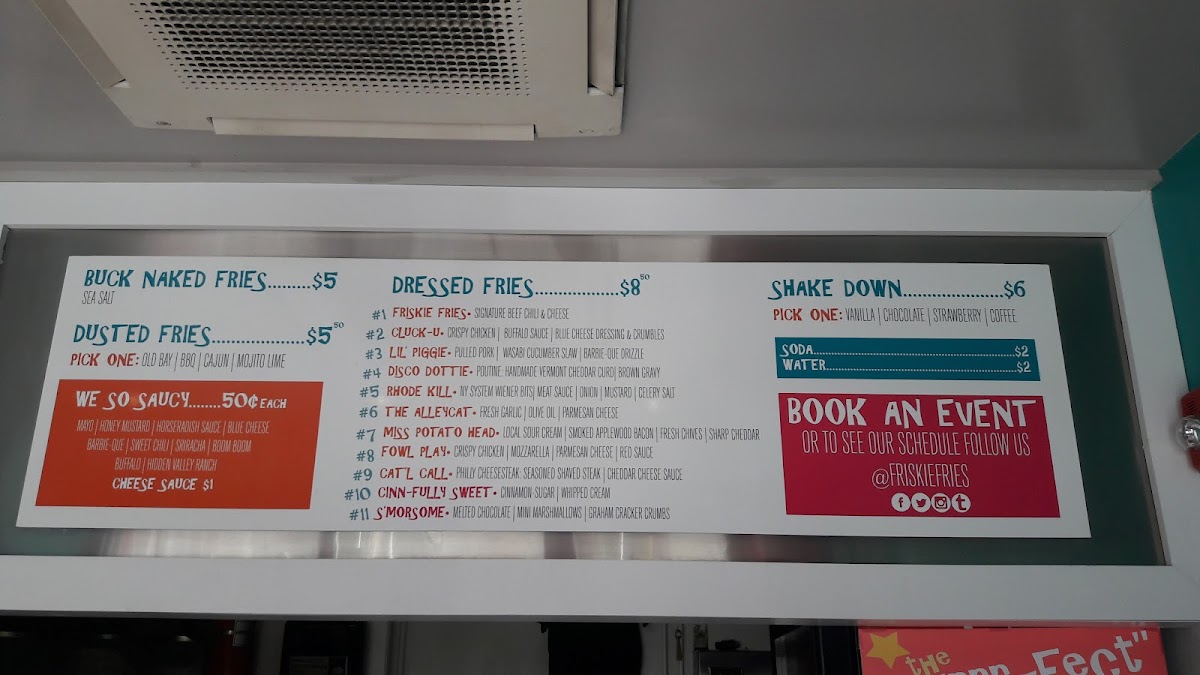 BUCK NAKED FRIES.........$5
SEA SALT
DUSTED FRIES..................$5 50
PICK ONE: OLD BAY | BBQ | CAJUN | MOJITO LIME
WE SO SAUCY........50¢ EACH
MAYO | HONEY MUSTARD | HORSERADISH SAUCE | BLUE CHEESE
BARBIE-QUE | SWEET CHILI | SRIRACHA | BOOM BOOM
BUFFALO | HIDDEN VALLEY RANCH
CHEESE SAUCE $1
DRESSED FRIES..................$8 50
#1 FRISKIE FRIES• SIGNATURE BEEF CHILI & CHEESE
#2 CLUCK-U• CRISPY CHICKEN | BUFFALO SAUCE | BLUE CHEESE DRESSING & CRUMBLES
#3 LIL' PIGGIE• PULLED PORK | WASABI CUCUMBER SLAW | BARBIE-QUE DRIZZLE
#4 DISCO DOTTIE• POUTINE: HANDMADE VERMONT CHEDDAR CURD| BROWN GRAVY
#5 RHODE KILL• NY SYSTEM WIENER BITS| MEAT SAUCE | ONION | MUSTARD | CELERY SALT
#6 THE ALLEYCAT• FRESH GARLIC | OLIVE OIL | PARMESAN CHEESE
#7 MISS POTATO HEAD• LOCAL SOUR CREAM | SMOKED APPLEWOOD BACON | FRESH CHIVES | SHARP CHEDDAR
#8 FOWL PLAY• CRISPY CHICKEN | MOZZARELLA | PARMESAN CHEESE | RED SAUCE
#9 CAT'L CALL• PHILLY CHEESESTEAK: SEASONED SHAVED STEAK | CHEDDAR CHEESE SAUCE
#10 CINN-FULLY SWEET• CINNAMON-SUGAR | WHIPPED CREAM
#11 S'MORSOME• MELTED CHOCOLATE | MINI MARSHMALLOWS | GRAHAM CRACKER CRUMBS
SHAKE DOWN....................$6
PICK ONE: VANILLA | CHOCOLATE | STRAWBERRY | COFFEE
SODA..................................................$2
WATER................................................$2
BOOK AN EVENT
OR TO SEE OUR SCHEDULE FOLLOW US
@FRISKIEFRIES
THE
-FECT"